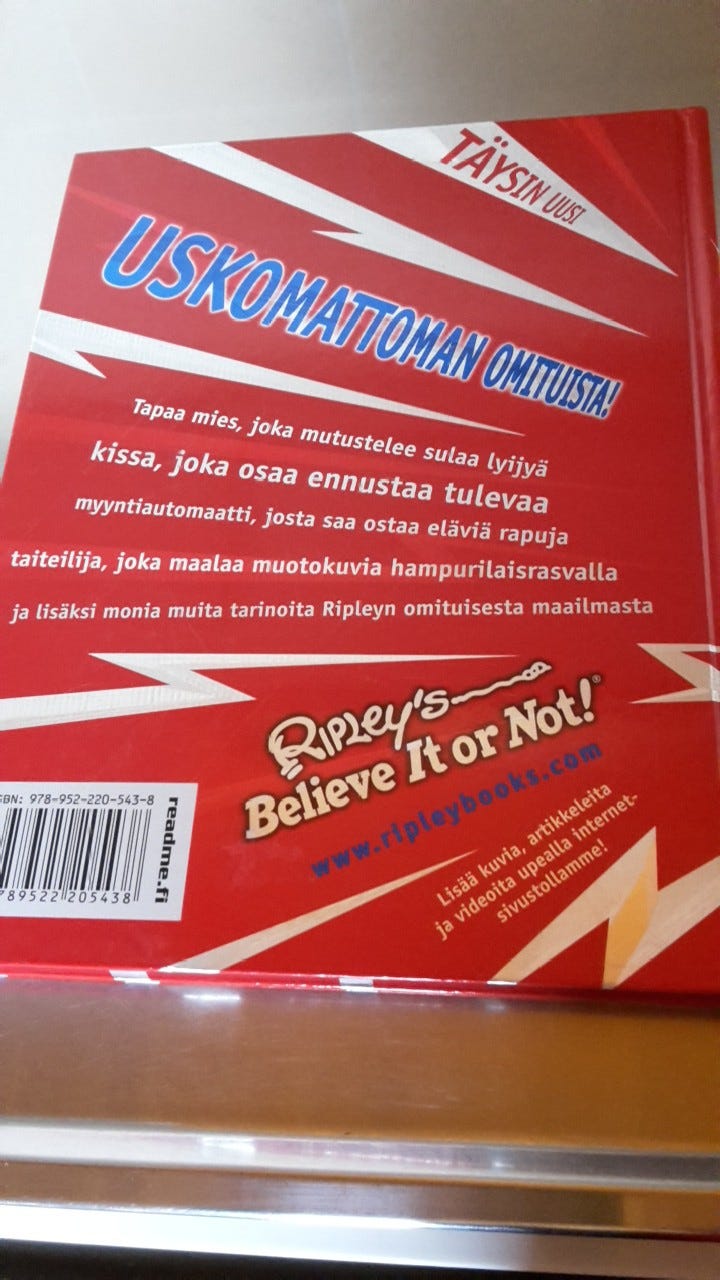 TÄYSIN UUSI
USKOMATTOMAN OMITUISTA!
Tapaa mies, joka mutustelee sulaa lyijyä
kissa, joka osaa ennustaa tulevaa
myyntiautomaatti, josta saa ostaa eläviä rapuja
taiteilija, joka maalaa muotokuvia hampurilaisrasvalla
ja lisäksi monia muita tarinoita Ripleyn omituisesta maailmasta
RIPLEY'S
Believe It or Not!®
www.ripleybooks.com
Lisää kuvia, artikkeleita
ja videoita upealla internet-
sivustollamme!
SBN: 978-952-220-543-8
789522 205438
readme.fi